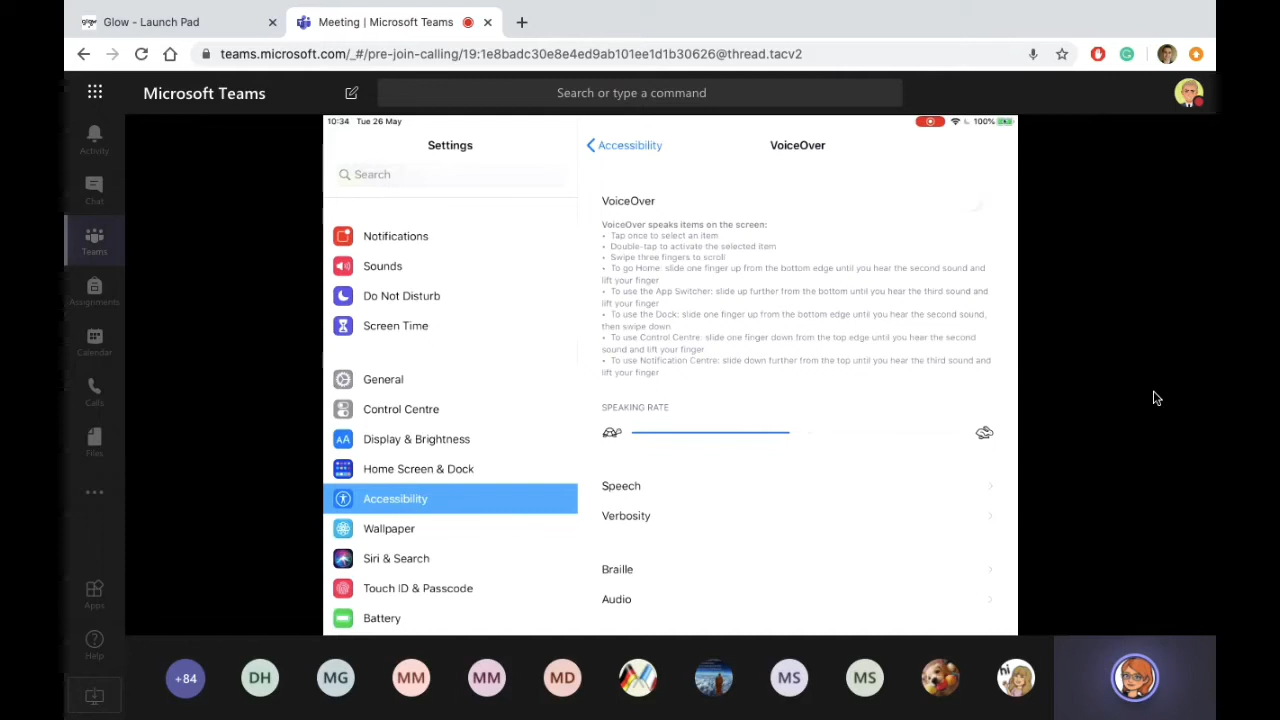 Glow - Launch Pad
Meeting | Microsoft Teams
teams.microsoft.com/_#/pre-join-calling/19:1e8badc30e8e4ed9ab101ee1d1b30626@thread.tacv2
Microsoft Teams
Search or type a command
Activity
Chat
Teams
Assignments
Calendar
Calls
Files
Apps
Help
10:34 Tue 26 May
100%
Settings
Search
Notifications
Sounds
Do Not Disturb
Screen Time
General
Control Centre
Display & Brightness
Home Screen & Dock
Accessibility
Wallpaper
Siri & Search
Touch ID & Passcode
Battery
Accessibility
VoiceOver
VoiceOver
VoiceOver speaks items on the screen:
• Tap once to select an item
• Double-tap to activate the selected item
• Swipe three fingers to scroll
• To go Home: slide one finger up from the bottom edge until you hear the second sound and
lift your finger
• To use the App Switcher: slide up further from the bottom until you hear the third sound and
lift your finger
• To use the Dock: slide one finger up from the bottom edge until you hear the second sound,
then swipe down
• To use Control Centre: slide one finger down from the top edge until you hear the second
sound and lift your finger
• To use Notification Centre: slide down further from the top until you hear the third sound and
lift your finger
SPEAKING RATE
Speech
Verbosity
Braille
Audio
+84
DH
MG
MM
MM
MD
MS
MS
hi